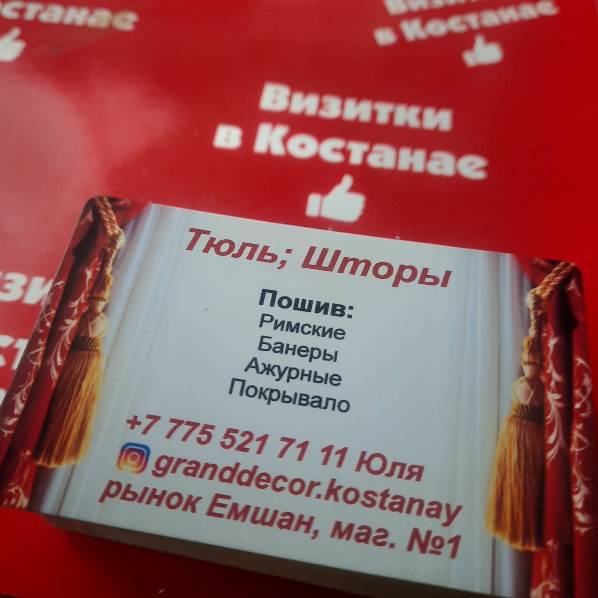 останае
Визитки
в Костанае
Визитки
в Костанае
Тюль; Шторы
Пошив:
Римские
Банеры
Ажурные
Покрывало
+7 775 521 71 11 Юля
granddecor.kostanay
рынок Емшан, маг. №1